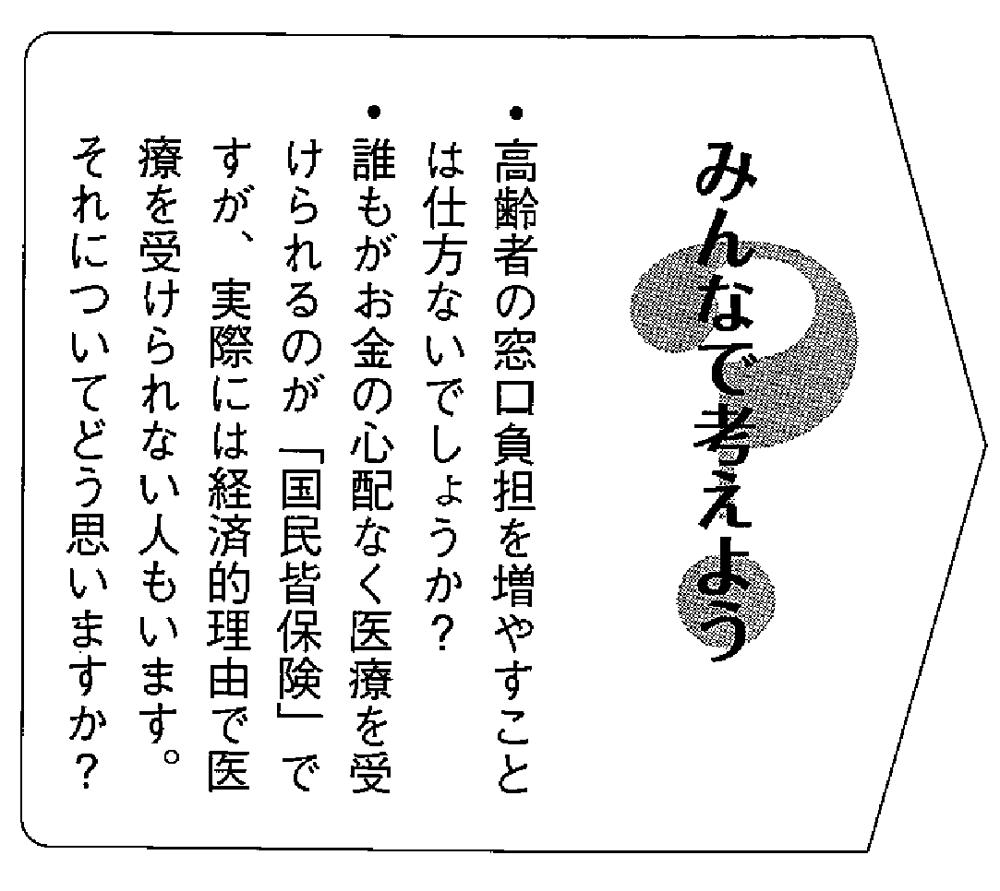 みんなで考えよう
・高齢者の窓口負担を増やすこと
は仕方ないでしょうか？
・誰もがお金の心配なく医療を受
けられるのが「国民皆保険」で
すが、実際には経済的理由で医
療を受けられない人もいます。
それについてどう思いますか？